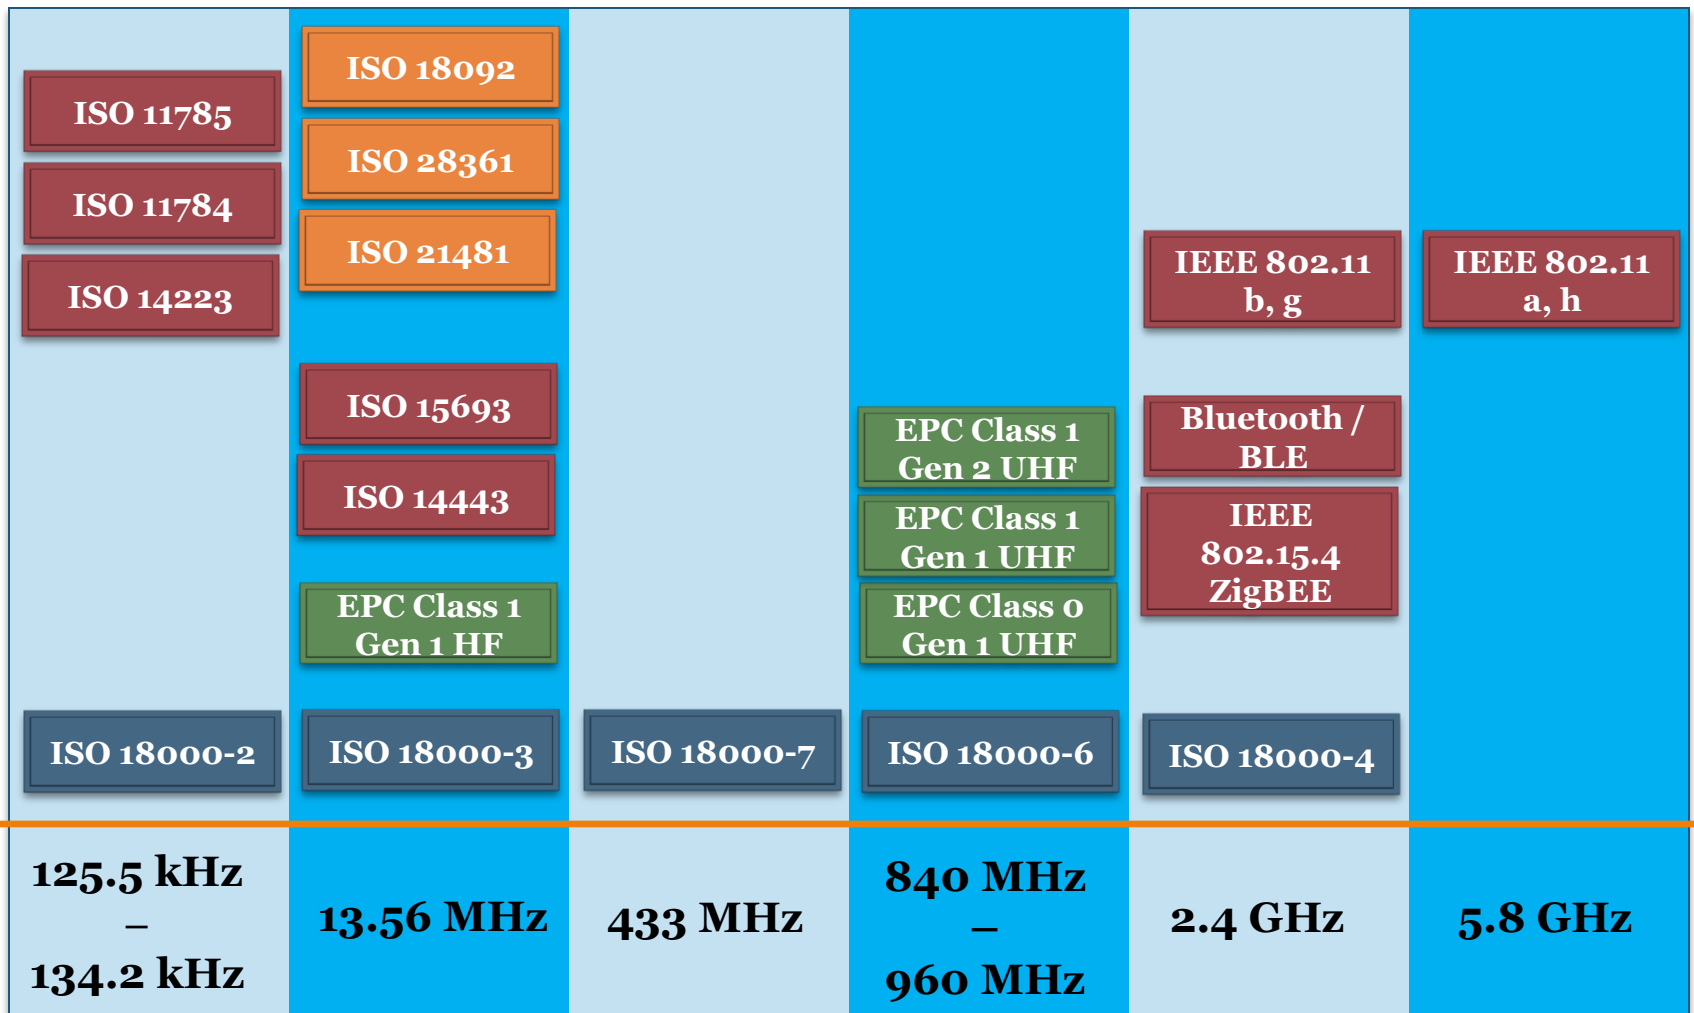 ISO 11785
ISO 11784
ISO 14223
ISO 18000-2
125.5 kHz
–
134.2 kHz
ISO 18092
ISO 28361
ISO 21481
ISO 15693
ISO 14443
EPC Class 1
Gen 1 HF
ISO 18000-3
13.56 MHz
ISO 18000-7
433 MHz
EPC Class 1
Gen 2 UHF
EPC Class 1
Gen 1 UHF
EPC Class 0
Gen 1 UHF
ISO 18000-6
840 MHz
–
960 MHz
IEEE 802.11
b, g
Bluetooth /
BLE
IEEE
802.15.4
ZigBEE
ISO 18000-4
2.4 GHz
IEEE 802.11
a, h
5.8 GHz